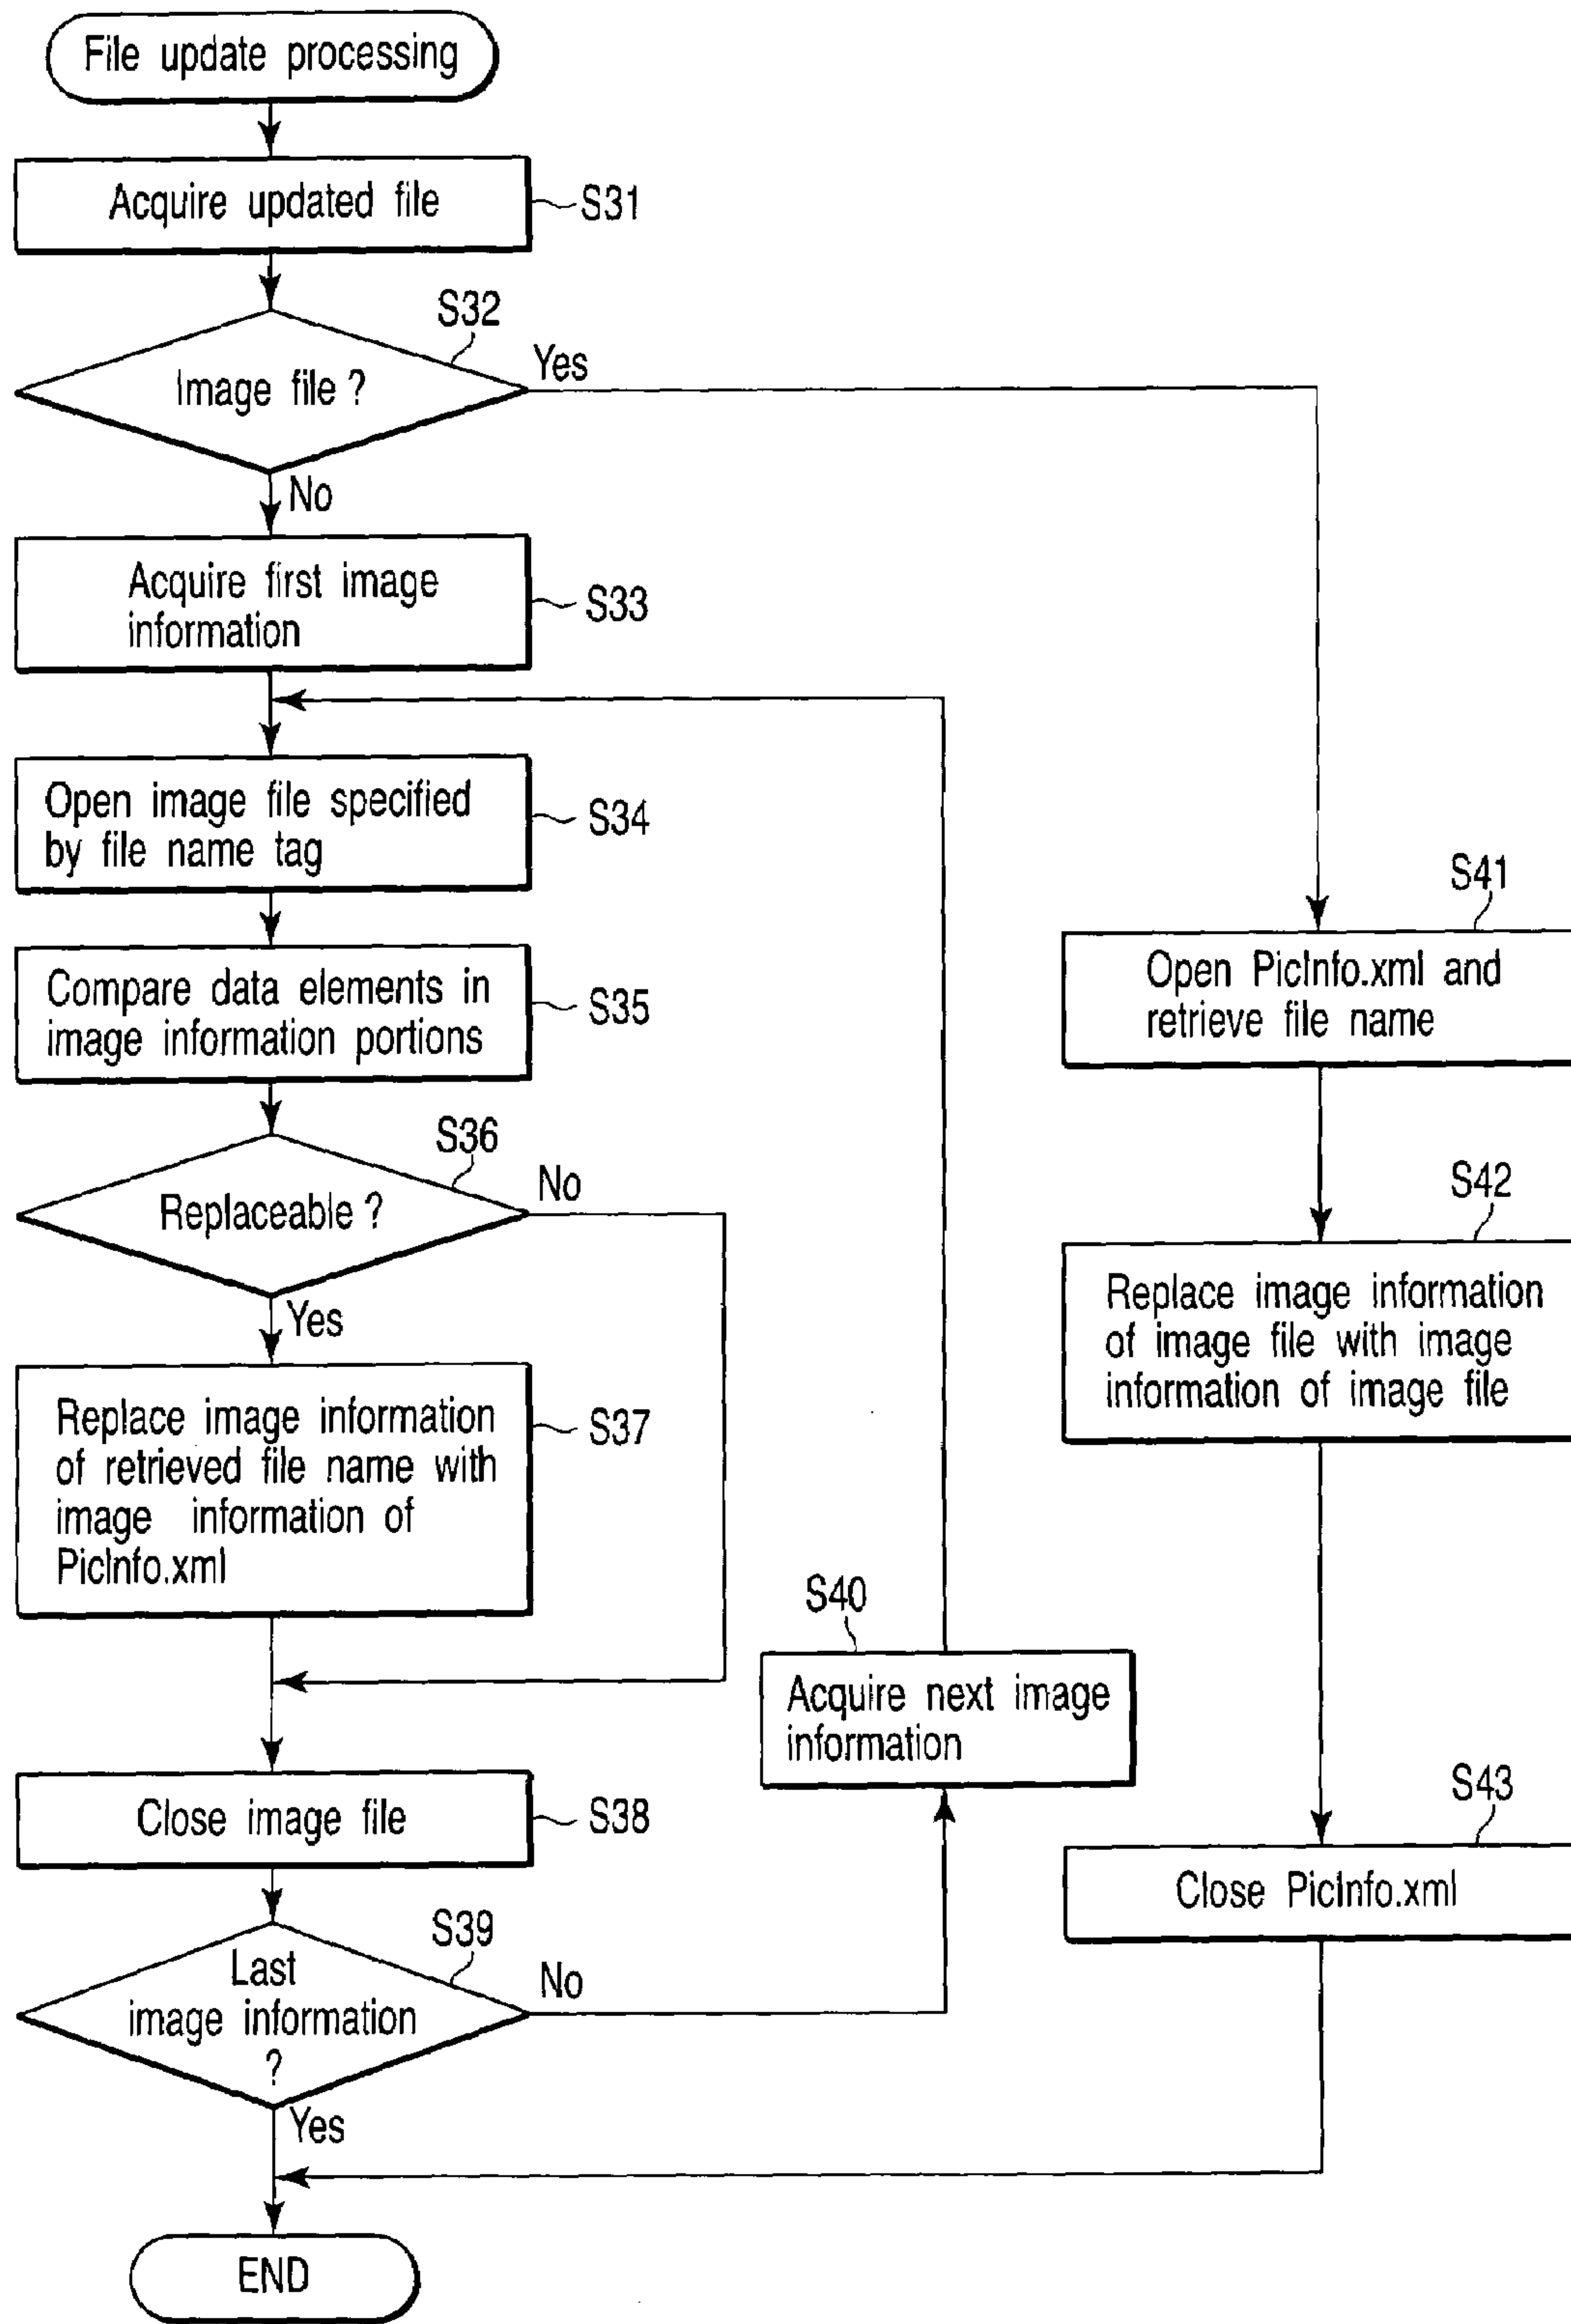 File update processing
Acquire updated file
S31
S32
Image file ?
Yes
No
Acquire first image
information
S33
Open image file specified
by file name tag
S34
Compare data elements in
image information portions
S35
S36
Replaceable ?
No
Yes
Replace image information
of retrieved file name with
image information of
PicInfo.xml
S37
Close image file
S38
S39
Last
image information
?
No
Yes
S40
Acquire next image
information
S41
Open PicInfo.xml and
retrieve file name
S42
Replace image information
of image file with image
information of image file
S43
Close PicInfo.xml
END